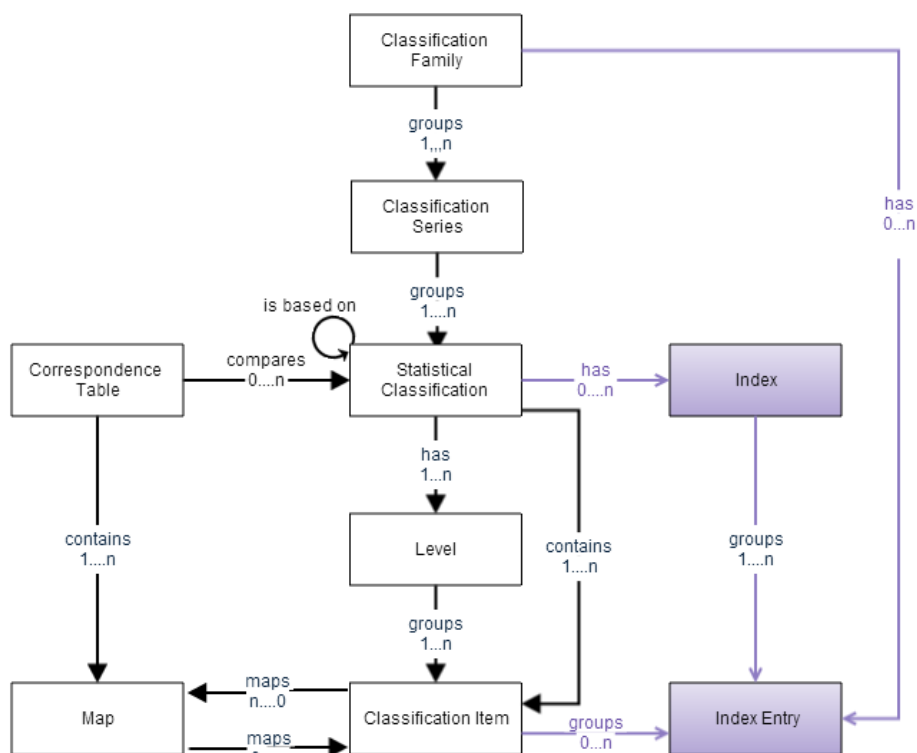 Classification
Family
groups
1,,,n
has
0...n
Classification
Series
groups
1....n
is based on
Correspondence
Table
compares
0....n
Statistical
Classification
has
0....n
Index
has
1...n
contains
1....n
Level
contains
1....n
groups
1...n
groups
1...n
maps
n....0
Map
Classification Item
groups
0...n
Index Entry
maps